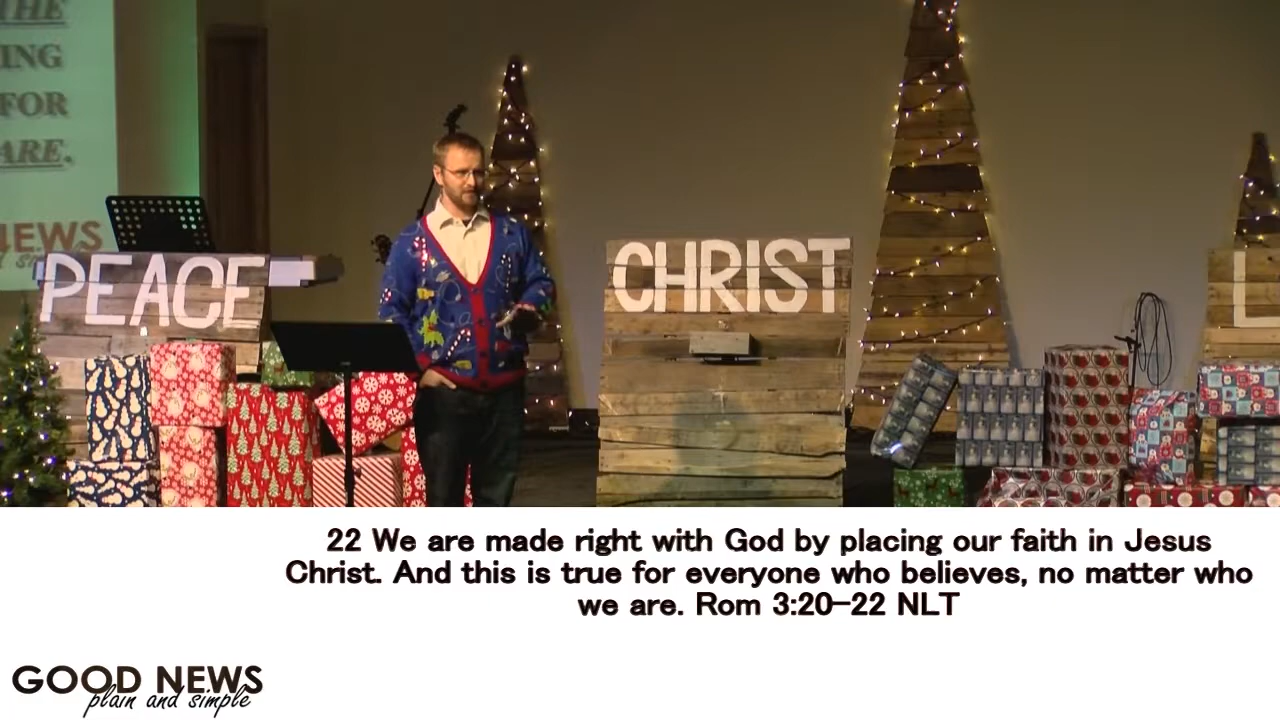 THE
ING
FOR
ARE.
NEWS
PEACE
CHRIST
L
22 We are made right with God by placing our faith in Jesus
Christ. And this is true for everyone who believes, no matter who
we are. Rom 3:20-22 NLT
GOOD NEWS
plain and simple